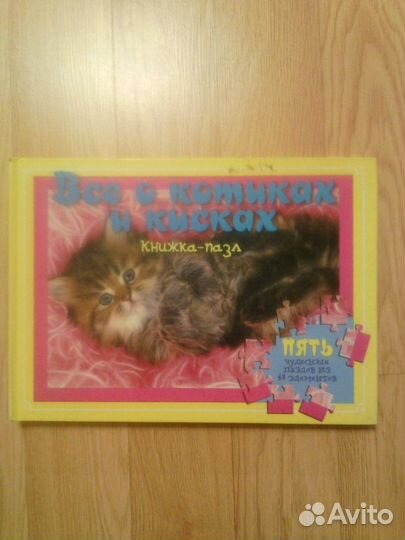 Все о котиках
и кисках
Книжка-пазл
ПЯТЬ
чудесных
пазлов из
элементов
Avito